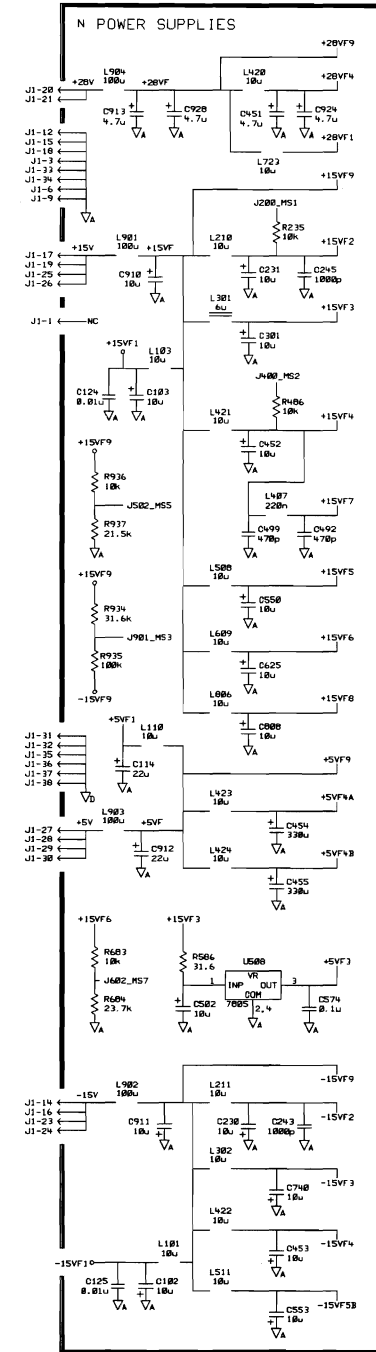 N POWER SUPPLIES
+28VF9
J1-20 +28V L904 100u +28VF L420 10u +28VF4
J1-21
C913 4.7u C928 4.7u C451 4.7u C924 4.7u
L723 10u +28VF1
J1-12
J1-15
J1-18
J1-3
J1-33
J1-34
J1-6
J1-9
A
+15VF9
J200_MS1
R235 10k
J1-17 +15V L901 100u +15VF L210 10u +15VF2
J1-19
J1-25
J1-26
C910 10u C231 10u C245 1000p
L301 6u +15VF3
C301 10u
J1-1 NC
+15VF1 L103 10u
C124 0.01u C103 10u
J400_MS2
R486 10k
L421 10u +15VF4
C452 10u
+15VF9
R936 10k
J502_MS5
R937 21.5k
L407 220n +15VF7
C499 470p C492 470p
+15VF9
R934 31.6k
J901_MS3
R935 100k
-15VF9
L508 10u +15VF5
C550 10u
L609 10u +15VF6
C625 10u
L806 10u +15VF8
C808 10u
+5VF1 L110 10u
C114 22u
J1-31
J1-32
J1-35
J1-36
J1-37
J1-38
D
+5VF9
L423 10u +5VF4A
C454 330u
J1-27 +5V L903 100u +5VF
J1-28
J1-29
J1-30
C912 22u
L424 10u +5VF4B
C455 330u
+15VF6
R683 10k
J602_MS7
R684 23.7k
+15VF3
R586 31.6
C502 10u
U508
VR
1 INP OUT 3
COM
7805 2,4
+5VF3
C574 0.1u
-15VF9
J1-14 -15V L902 100u L211 10u -15VF2
J1-16
J1-23
J1-24
C911 10u C230 10u C243 1000p
L302 10u -15VF3
C740 10u
L422 10u -15VF4
C453 10u
-15VF1 L101 10u
C125 0.01u C102 10u
L511 10u -15VF5B
C553 10u